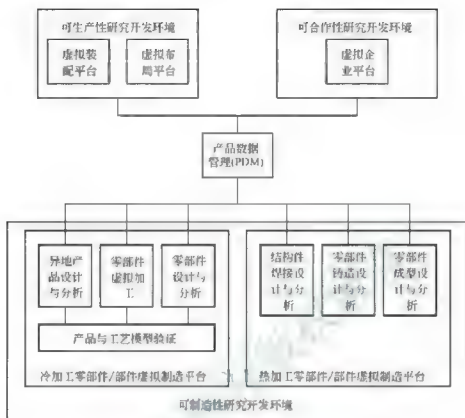 可生产性研究开发环境
虚拟装
配平台
虚拟布
局平台
可合作性研究开发环境
虚拟企
业平台
产品数据
管理(PDM)
异地产
品设计
与分析
零部件
虚拟加
工
零部件
设计与
分析
产品与工艺模型验证
冷加工零部件/部件虚拟制造平台
结构件
焊接设
计与分
析
零部件
铸造设
计与分
析
零部件
成型设
计与分
析
热加工零部件/部件虚拟制造平台
可制造性研究开发环境